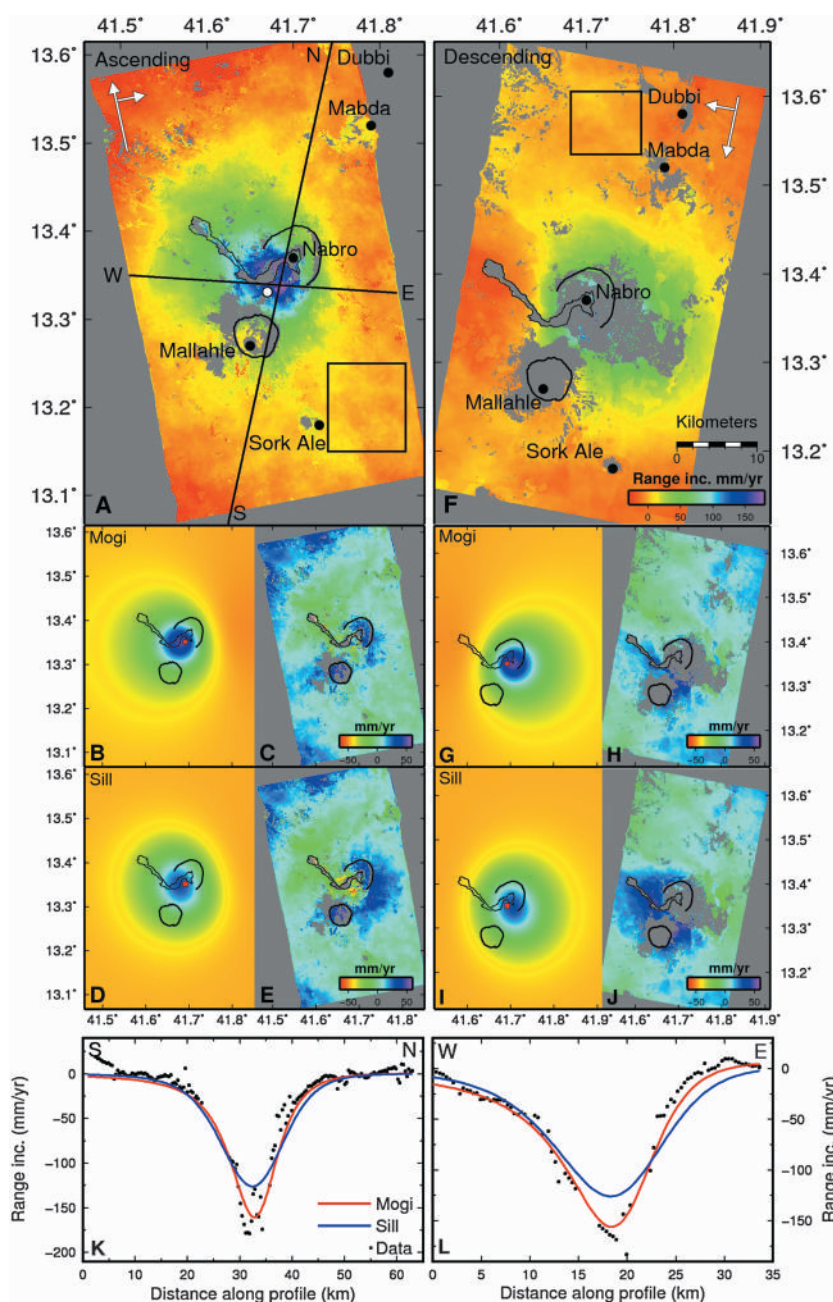 41.5° 41.6° 41.7° 41.8°
41.6° 41.7° 41.8° 41.9°
13.6°
13.5°
13.4°
13.3°
13.2°
13.1°
Ascending
N
Dubbi
Mabda
Nabro
W
E
Mallahle
Sork Ale
A
S
Descending
Dubbi
Mabda
Nabro
Mallahle
Sork Ale
Kilometers
0 10
Range inc. mm/yr
0 50 100 150
F
13.6°
13.5°
13.4°
13.3°
13.2°
13.6°
13.5°
13.4°
13.3°
13.2°
13.1°
Mogi
B
C
mm/yr
-50 0 50
Mogi
G
H
mm/yr
-50 0 50
13.6°
13.5°
13.4°
13.3°
13.2°
13.6°
13.5°
13.4°
13.3°
13.2°
13.1°
Sill
D
E
mm/yr
-50 0 50
Sill
I
J
mm/yr
-50 0 50
13.6°
13.5°
13.4°
13.3°
13.2°
41.5° 41.6° 41.7° 41.8° 41.5° 41.6° 41.7° 41.8°
41.6° 41.7° 41.8° 41.9° 41.6° 41.7° 41.8° 41.9°
S
N
0
-50
-100
-150
-200
Range inc. (mm/yr)
Mogi
Sill
Data
K
0 10 20 30 40 50 60
Distance along profile (km)
W
E
0
-50
-100
-150
Range inc. (mm/yr)
L
0 5 10 15 20 25 30 35
Distance along profile (km)